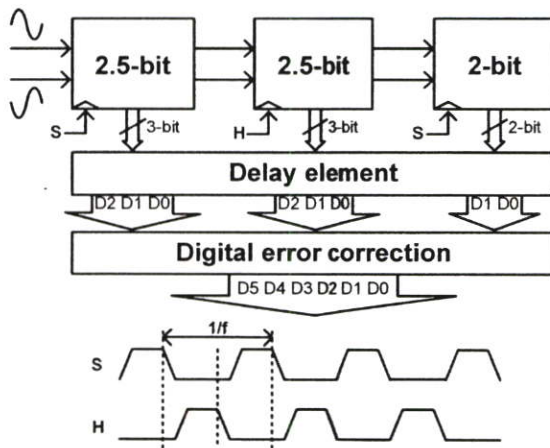 2.5-bit 2.5-bit 2-bit
S 3-bit H 3-bit S 2-bit
Delay element
D2 D1 D0 D2 D1 D0 D1 D0
Digital error correction
D5 D4 D3 D2 D1 D0
1/f
S
H